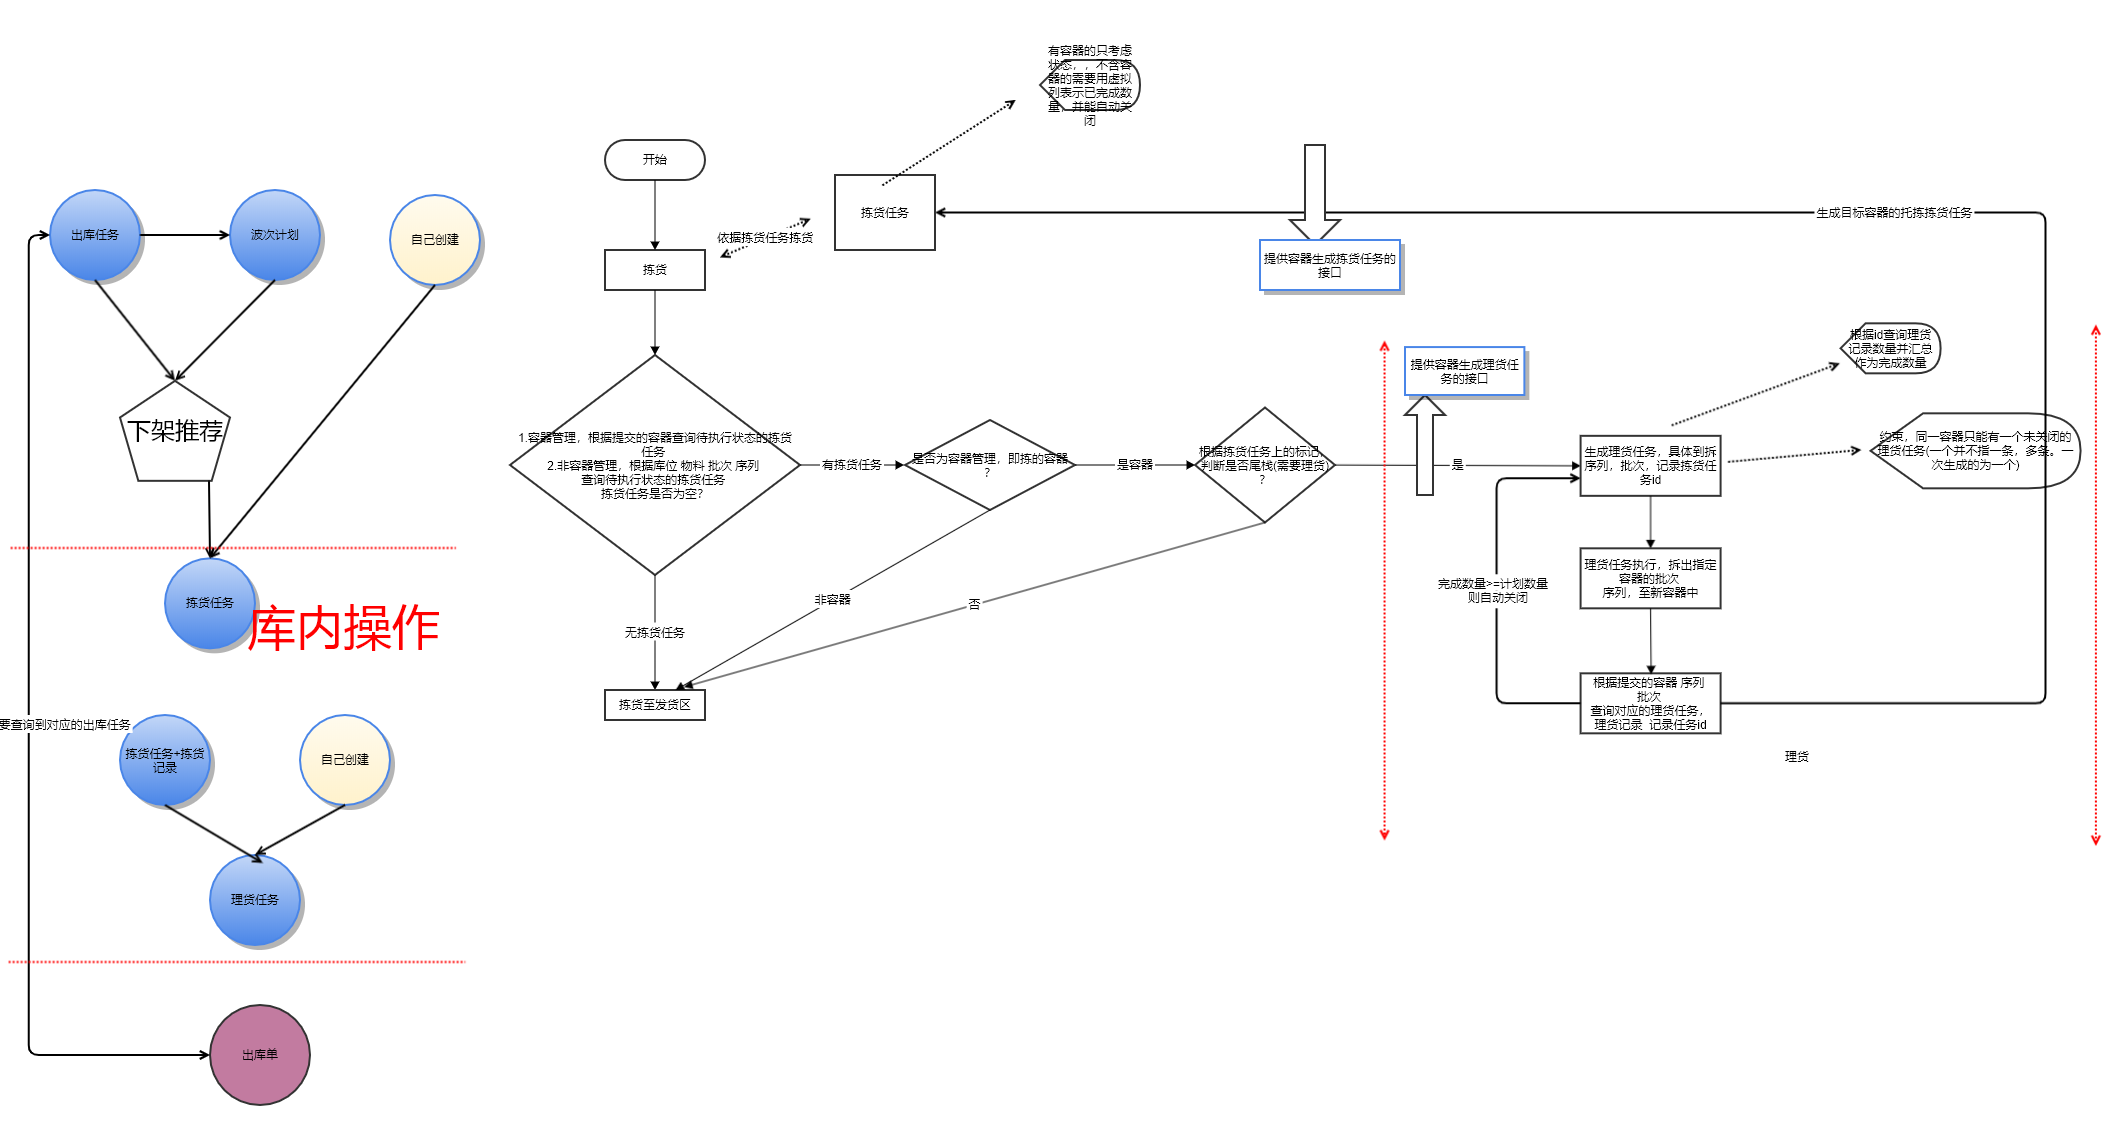 有容器的只考虑
状态，，不含容
器的需要用虚拟
列表示已完成数
量，并能自动关
闭
开始
出库任务
波次计划
自己创建
拣货任务
生成目标容器的托拣拣货任务
依据拣货任务拣货
拣货
提供容器生成拣货任务的
接口
根据id查询理货
记录数量并汇总
作为完成数量
提供容器生成理货任
务的接口
下架推荐
1.容器管理，根据提交的容器查询待执行状态的拣货
任务
2.非容器管理，根据库位 物料 批次 序列
查询待执行状态的拣货任务
拣货任务是否为空?
有拣货任务
是否为容器管理，即拣的容器
?
是容器
根据拣货任务上的标记，
判断是否尾栈(需要理货)
?
是
生成理货任务，具体到拆
序列，批次，记录拣货任
务id
约束，同一容器只能有一个未关闭的
理货任务(一个并不指一条，多条。一
次生成的为一个)
理货任务执行，拆出指定
容器的批次
序列，至新容器中
完成数量>=计划数量
则自动关闭
拣货任务
库内操作
非容器
否
无拣货任务
拣货至发货区
根据提交的容器 序列
批次
查询对应的理货任务，
理货记录 记录任务id
要查询到对应的出库任务
拣货任务+拣货
记录
自己创建
理货
理货任务
出库单